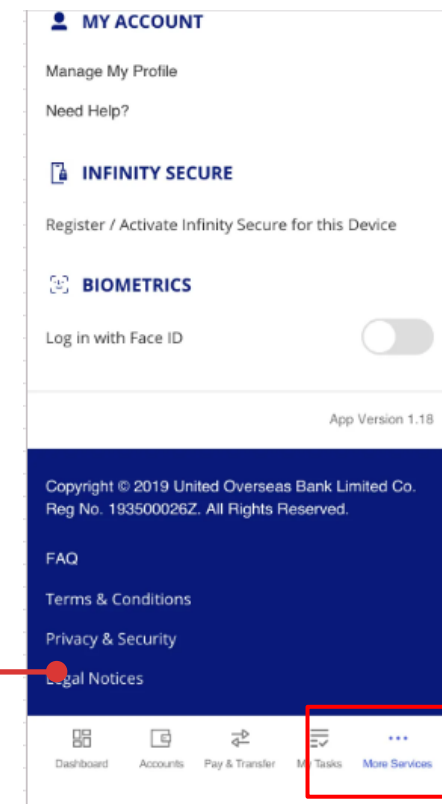 MY ACCOUNT
Manage My Profile
Need Help?
INFINITY SECURE
Register / Activate Infinity Secure for this Device
BIOMETRICS
Log in with Face ID
App Version 1.18
Copyright © 2019 United Overseas Bank Limited Co.
Reg No. 193500026Z. All Rights Reserved.
FAQ
Terms & Conditions
Privacy & Security
Legal Notices
Dashboard Accounts Pay & Transfer My Tasks More Services